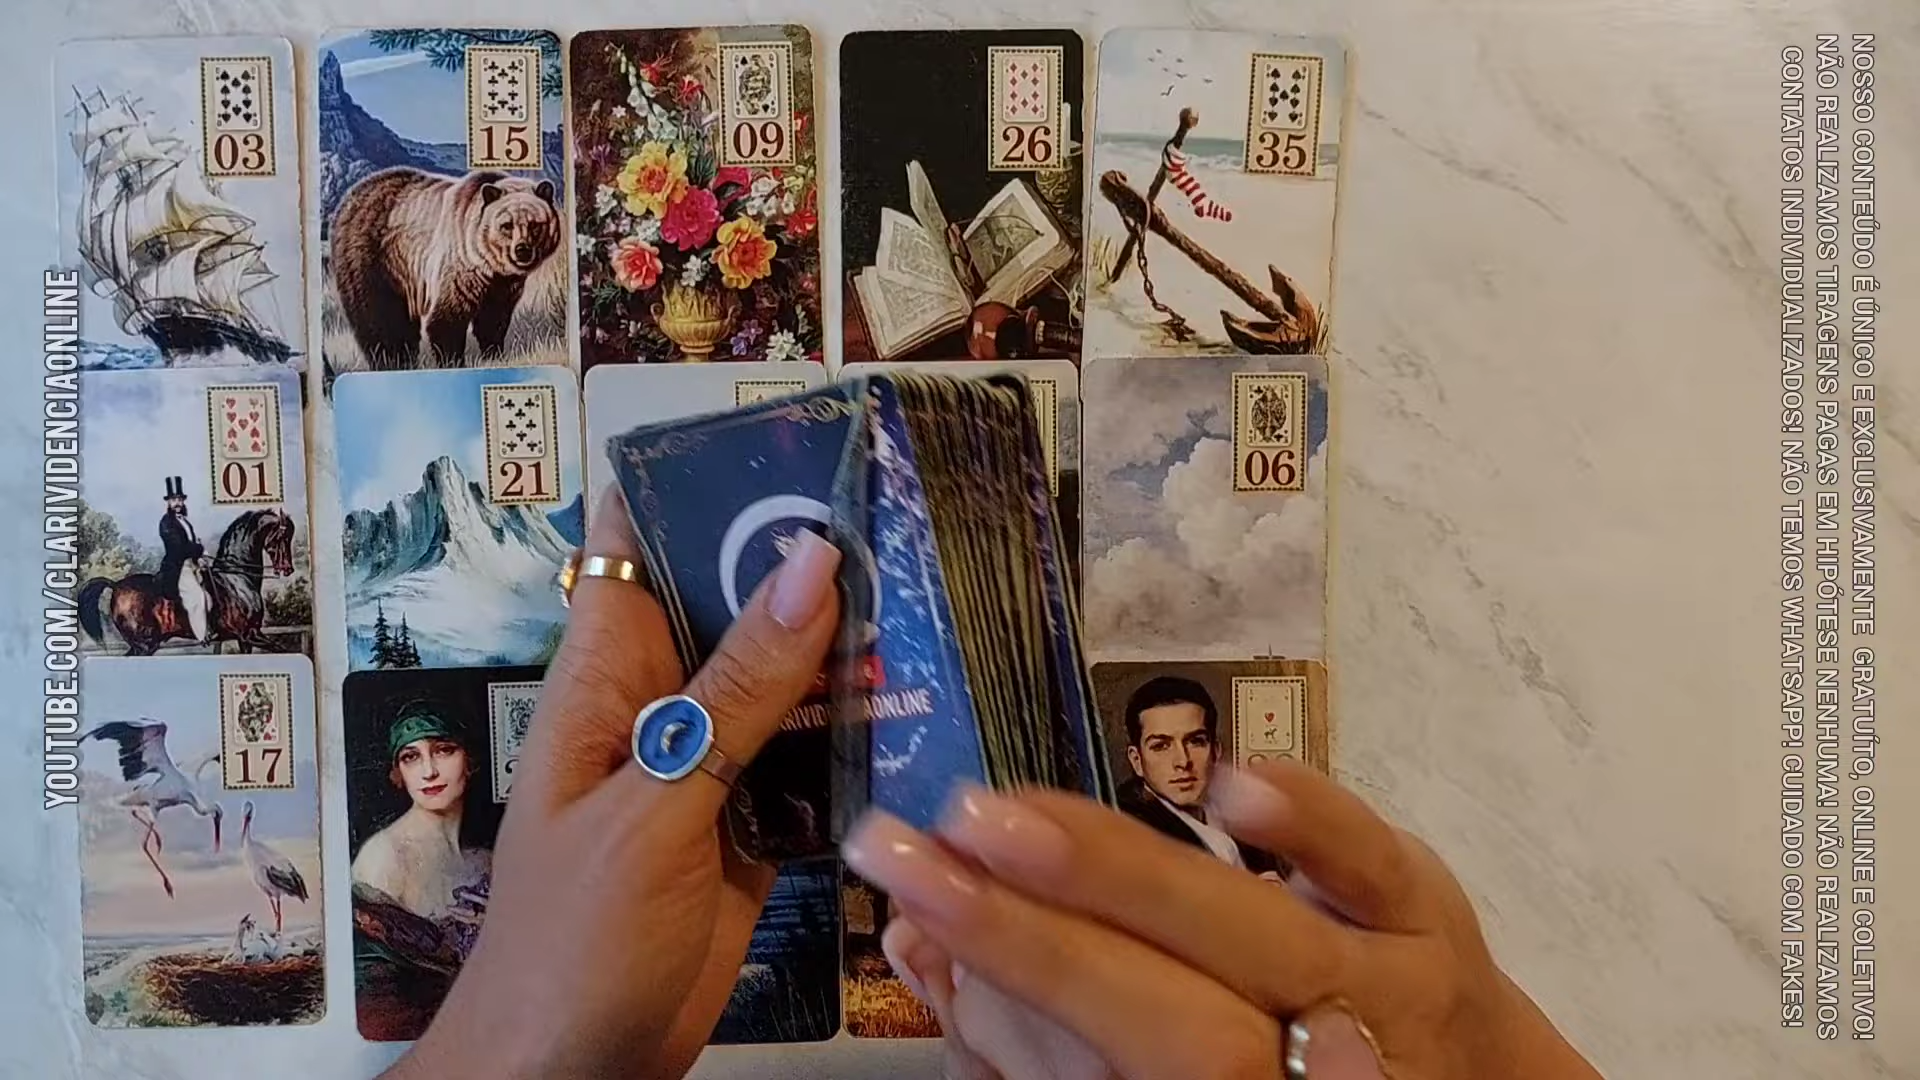 YOUTUBE.COM/CLARIVIDENCIAONLINE
03
15
09
26
35
01
21
06
17
NOSSO CONTEÚDO É ÚNICO E EXCLUSIVAMENTE GRATUÍTO, ONLINE E COLETIVO!
NÃO REALIZAMOS TIRAGENS PAGAS EM HIPÓTESE NENHUMA! NÃO REALIZAMOS
CONTATOS INDIVIDUALIZADOS! NÃO TEMOS WHATSAPP! CUIDADO COM FAKES!